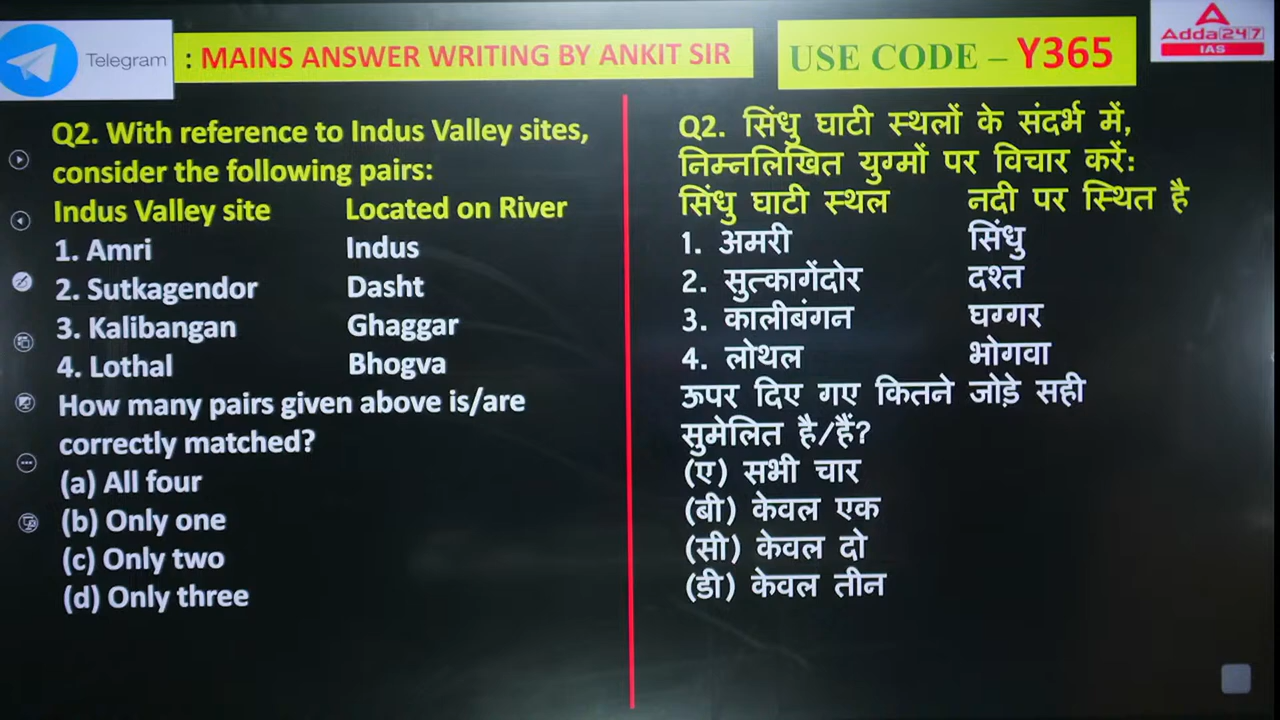 Telegram
: MAINS ANSWER WRITING BY ANKIT SIR
USE CODE – Y365
Adda247
IAS
Q2. With reference to Indus Valley sites,
consider the following pairs:
Indus Valley site Located on River
1. Amri Indus
2. Sutkagendor Dasht
3. Kalibangan Ghaggar
4. Lothal Bhogva
How many pairs given above is/are
correctly matched?
(a) All four
(b) Only one
(c) Only two
(d) Only three
Q2. सिंधु घाटी स्थलों के संदर्भ में,
निम्नलिखित युग्मों पर विचार करें:
सिंधु घाटी स्थल नदी पर स्थित है
1. अमरी सिंधु
2. सुत्कागेंदोर दश्त
3. कालीबंगन घग्गर
4. लोथल भोगवा
ऊपर दिए गए कितने जोड़े सही
सुमेलित है/हैं?
(ए) सभी चार
(बी) केवल एक
(सी) केवल दो
(डी) केवल तीन